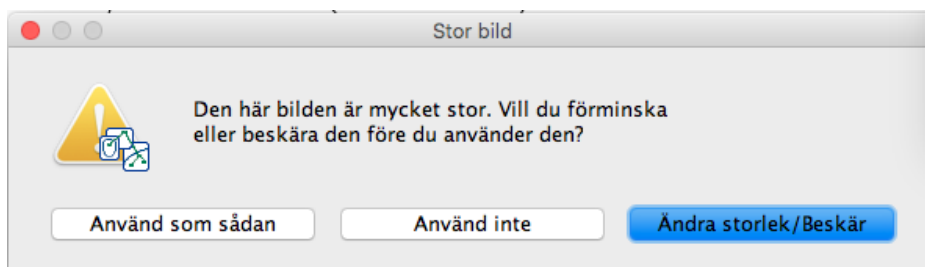 Stor bild
Den här bilden är mycket stor. Vill du förminska
eller beskära den före du använder den?
Använd som sådan
Använd inte
Ändra storlek/Beskär